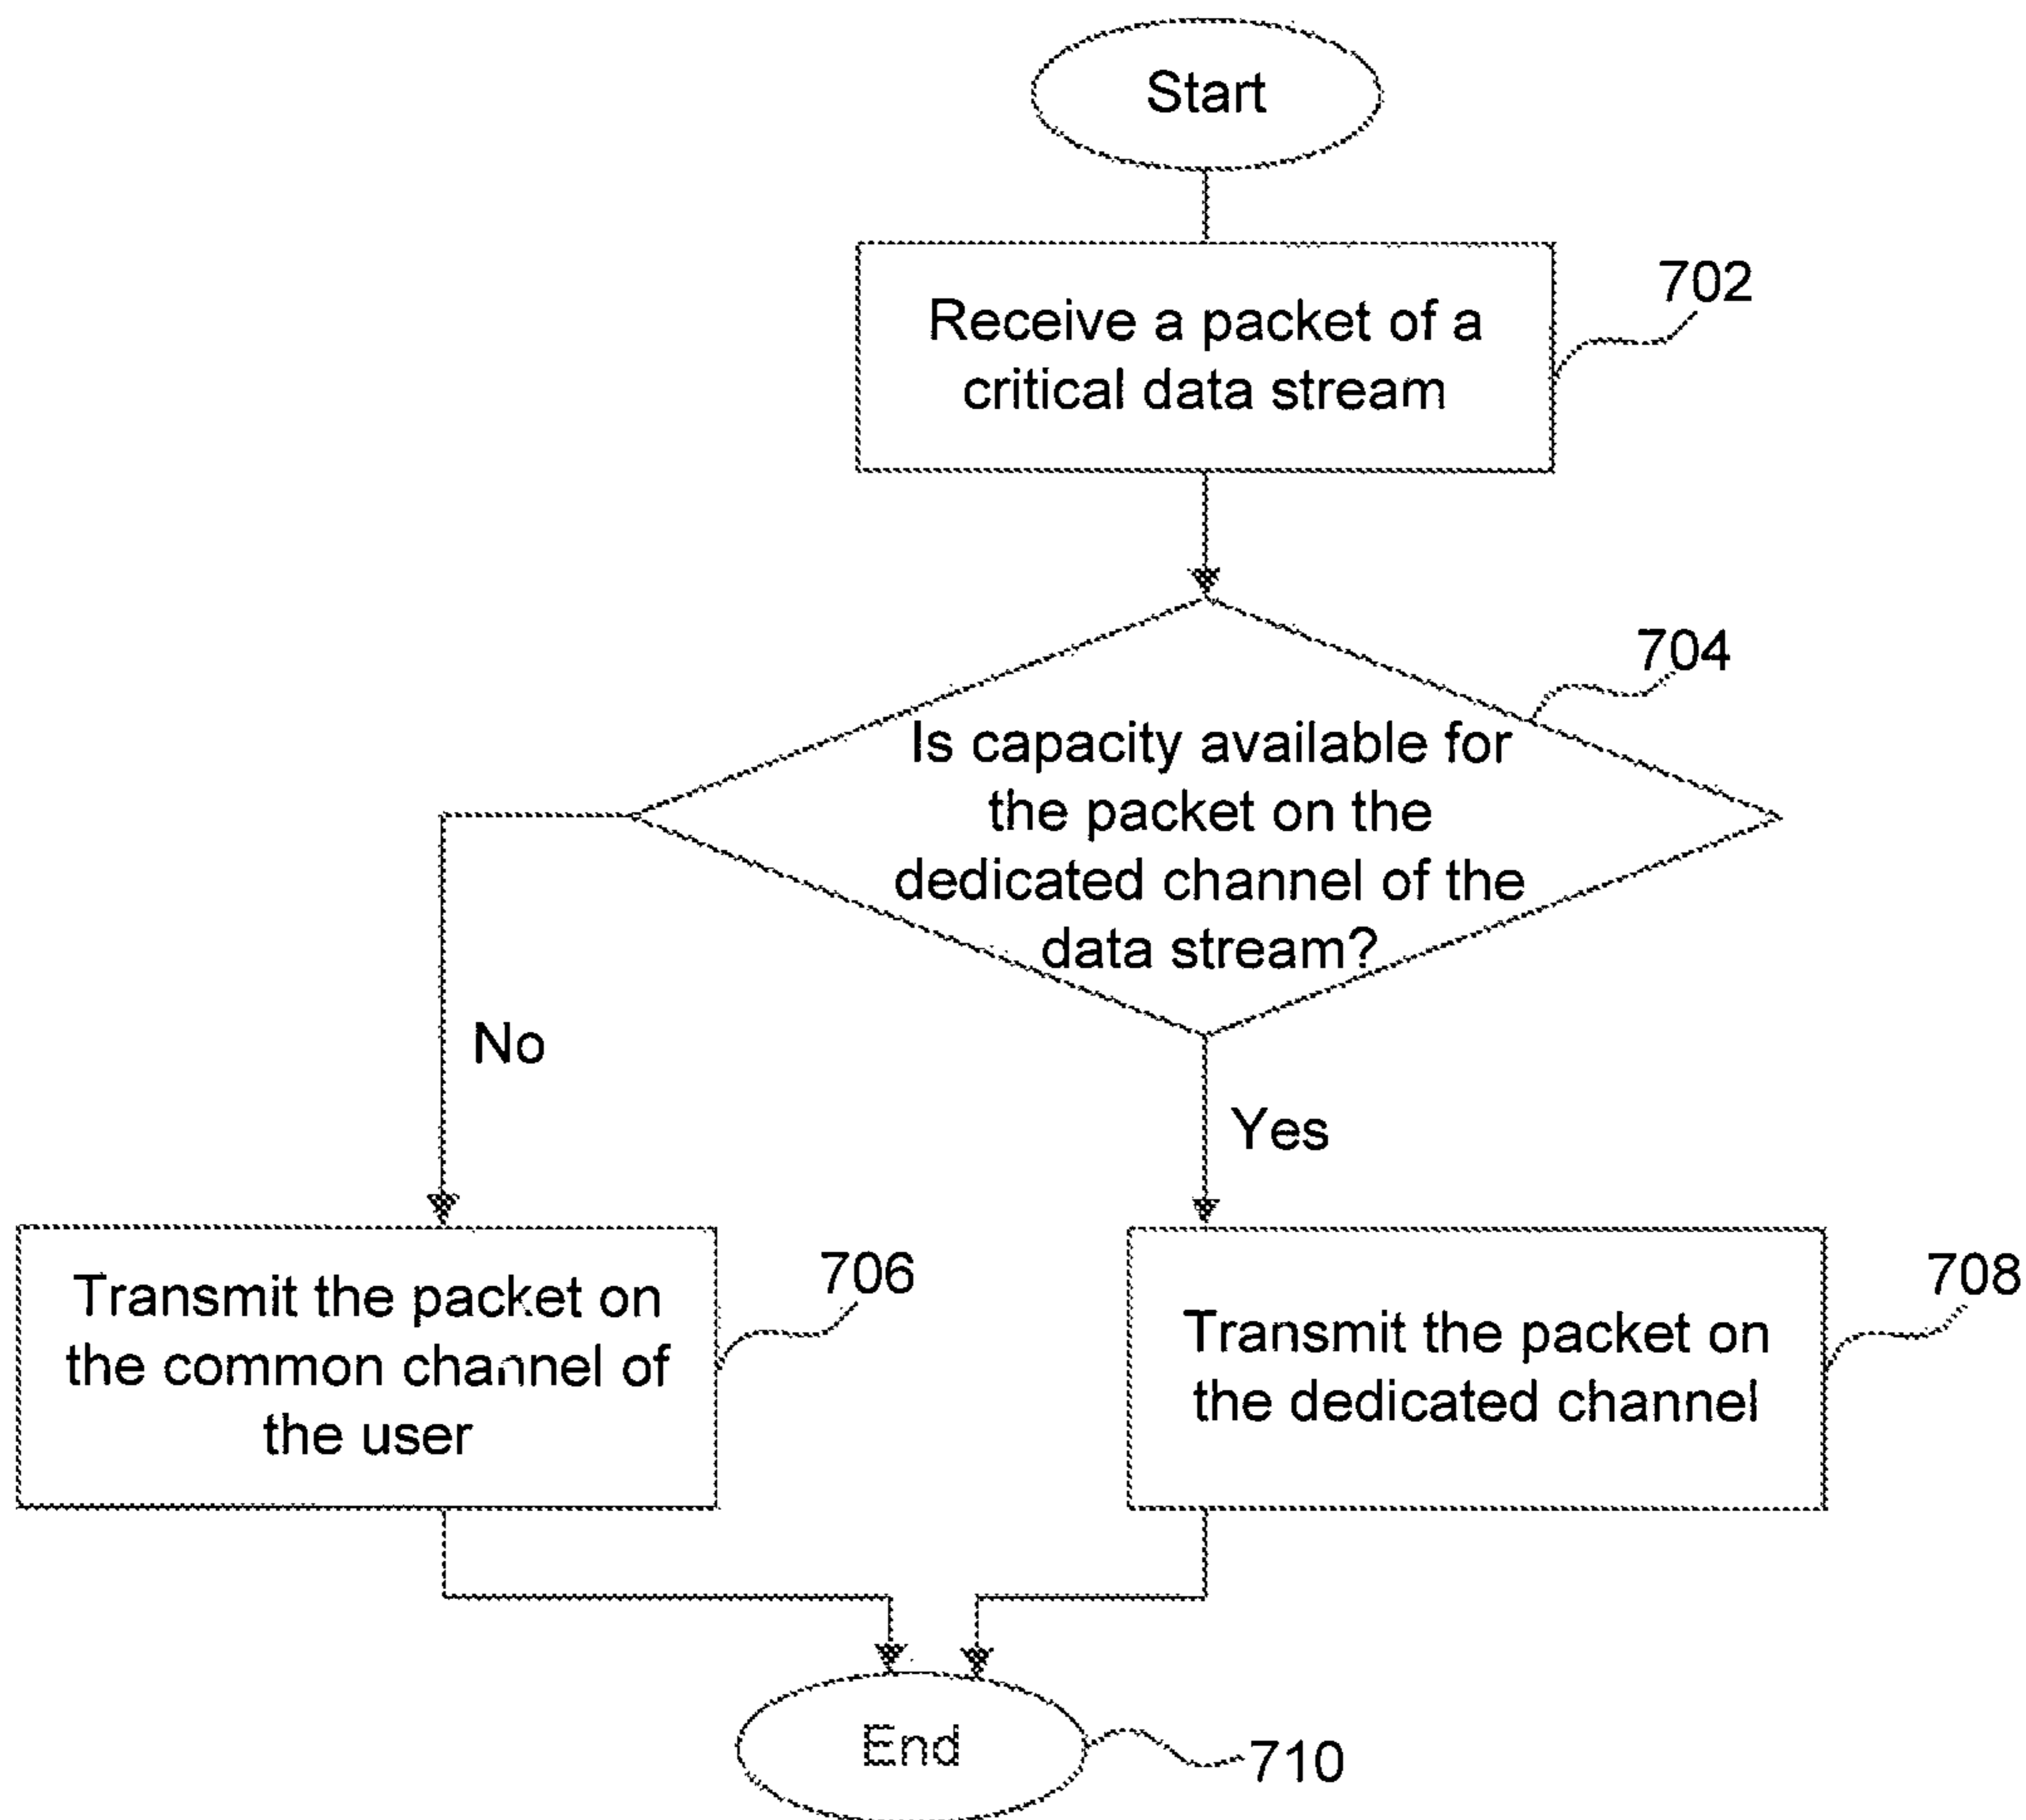 Start
702
Receive a packet of a
critical data stream
704
Is capacity available for
the packet on the
dedicated channel of the
data stream?
No
Yes
706
Transmit the packet on
the common channel of
the user
708
Transmit the packet on
the dedicated channel
End
710